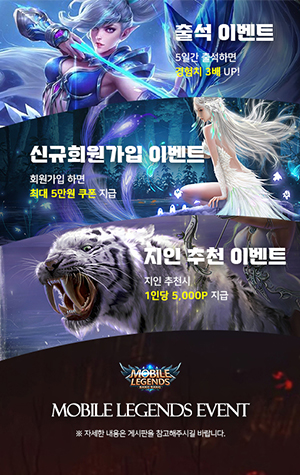 출석 이벤트
5일간 출석하면
경험치 3배 UP!
신규회원가입 이벤트
회원가입 하면
최대 5만원 쿠폰 지급
지인 추천 이벤트
지인 추천시
1인당 5,000P 지급
MOBILE
LEGENDS
MOBILE LEGENDS EVENT
※ 자세한 내용은 게시판을 참고해주시길 바랍니다.